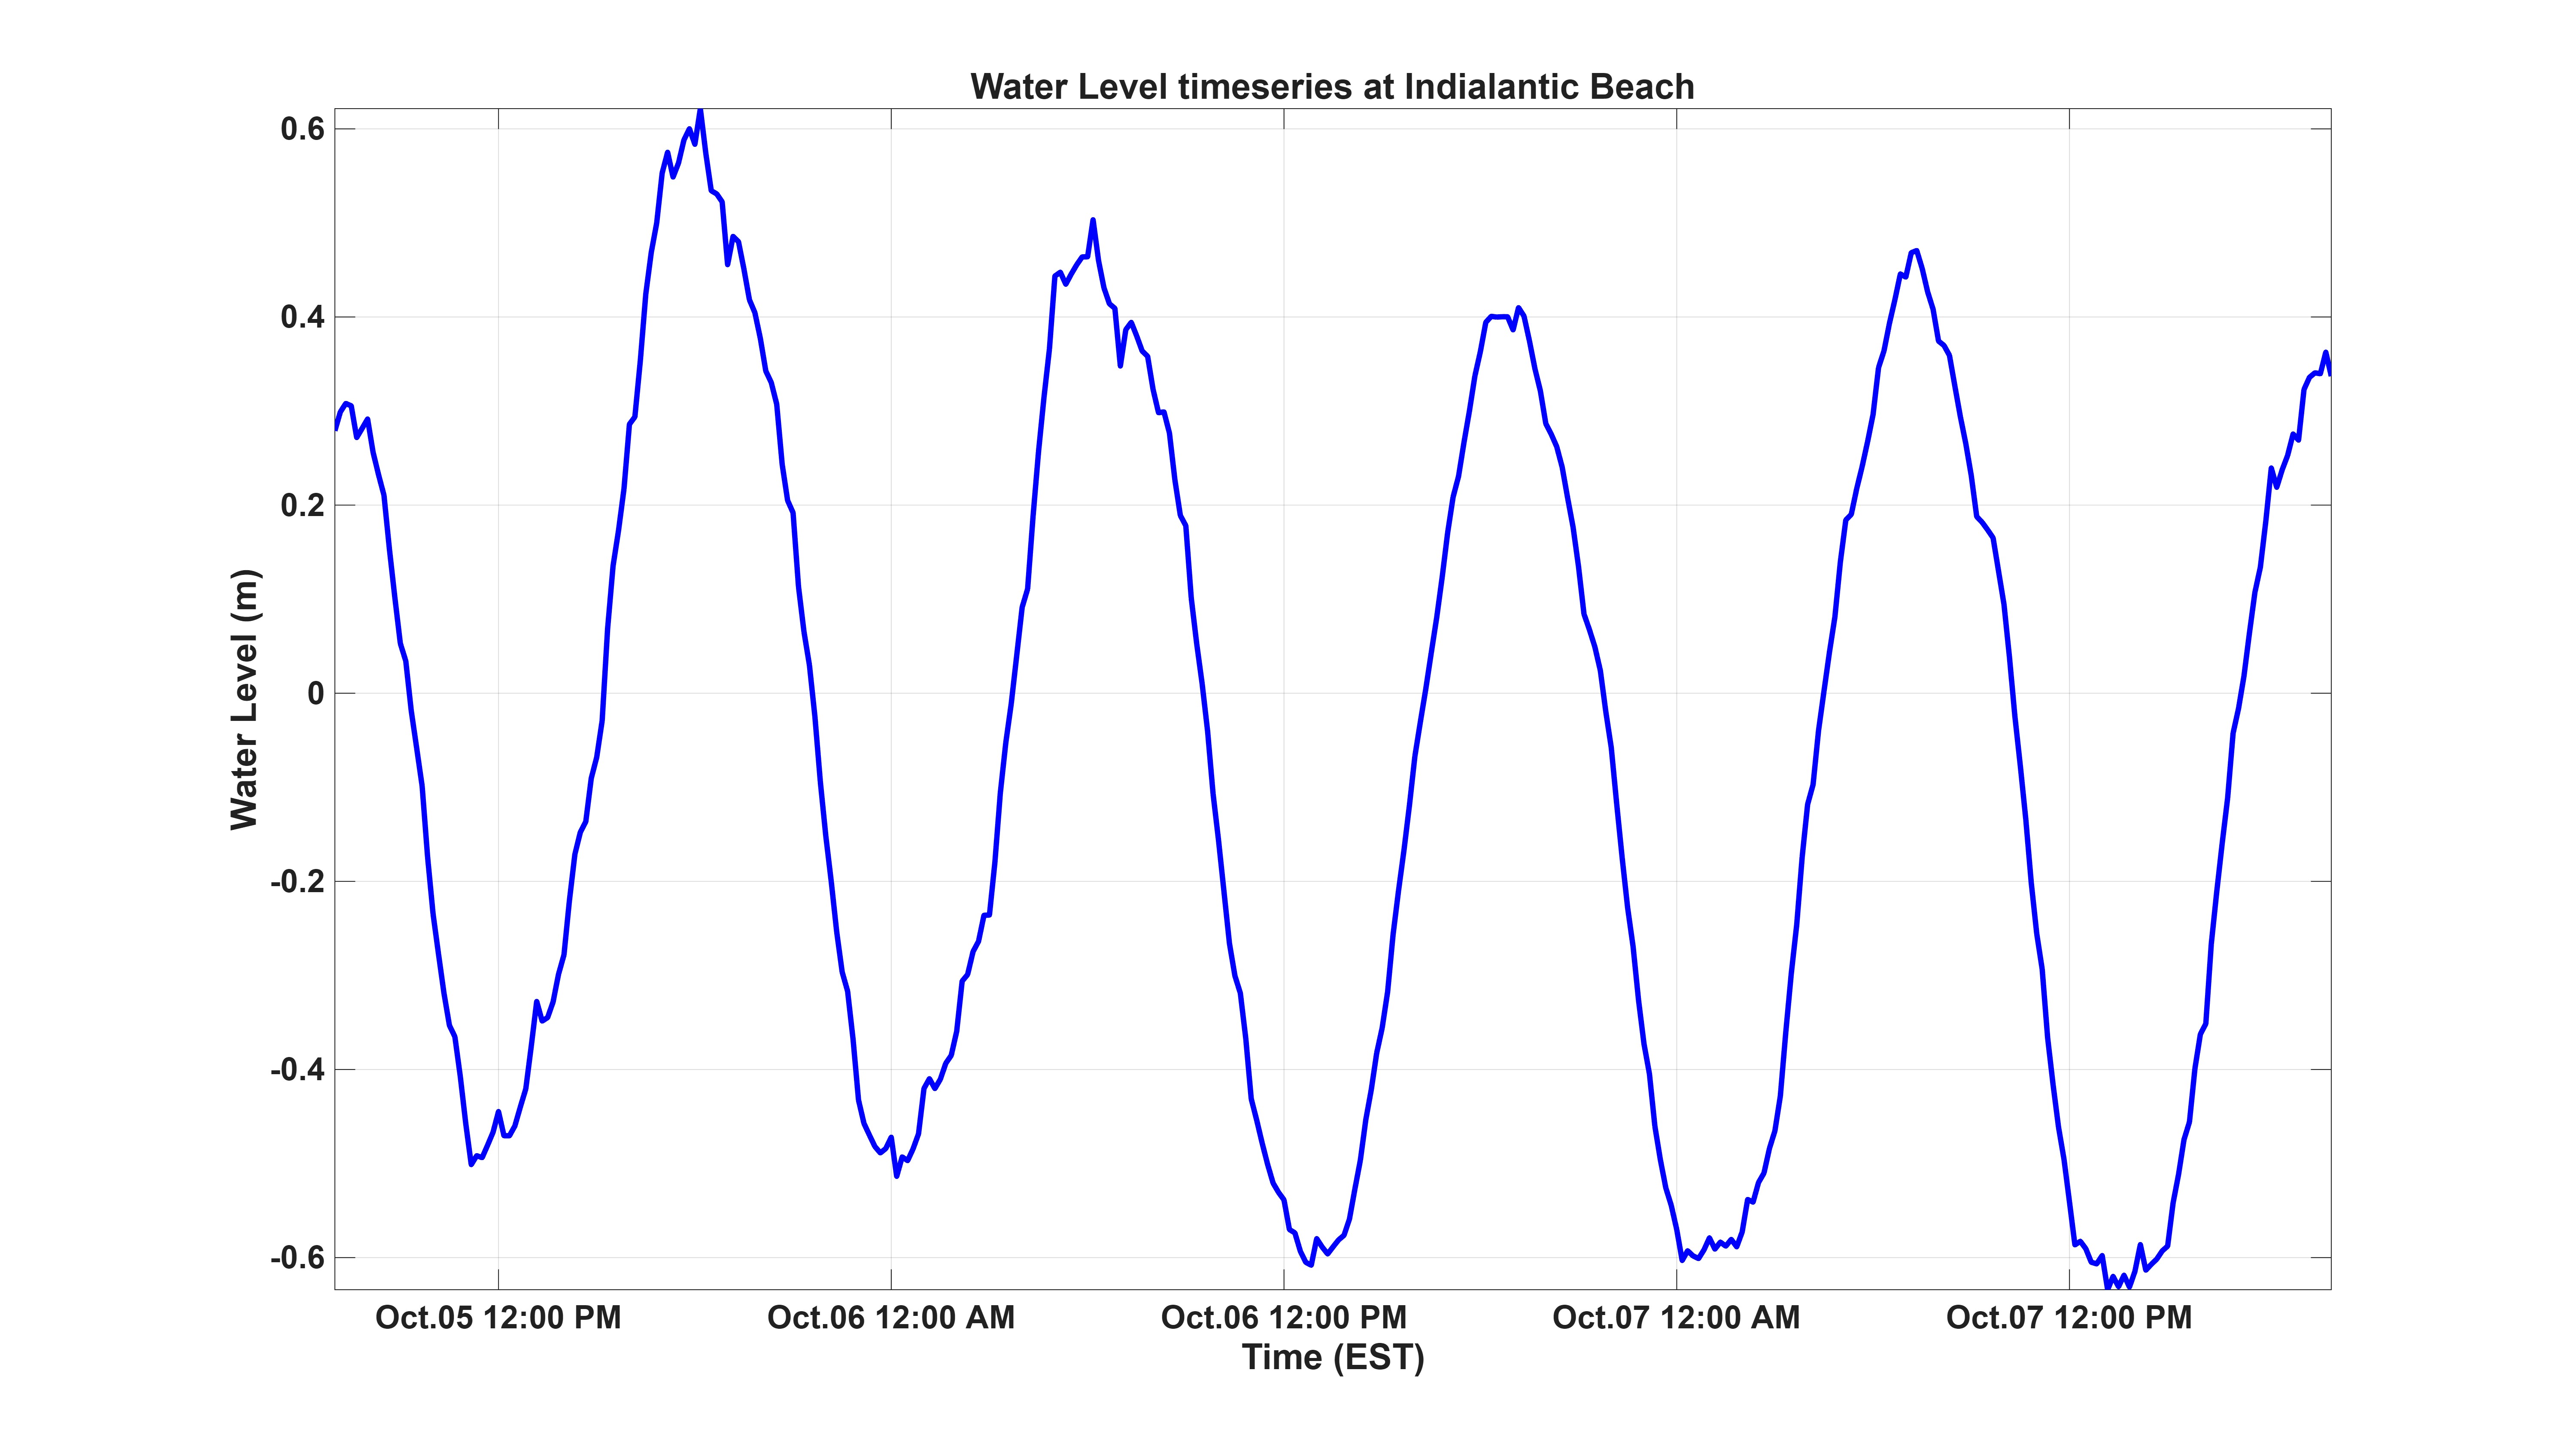 Water Level timeseries at Indialantic Beach
Water Level (m)
0.6
0.4
0.2
0
-0.2
-0.4
-0.6
Oct.05 12:00 PM
Oct.06 12:00 AM
Oct.06 12:00 PM
Oct.07 12:00 AM
Oct.07 12:00 PM
Time (EST)